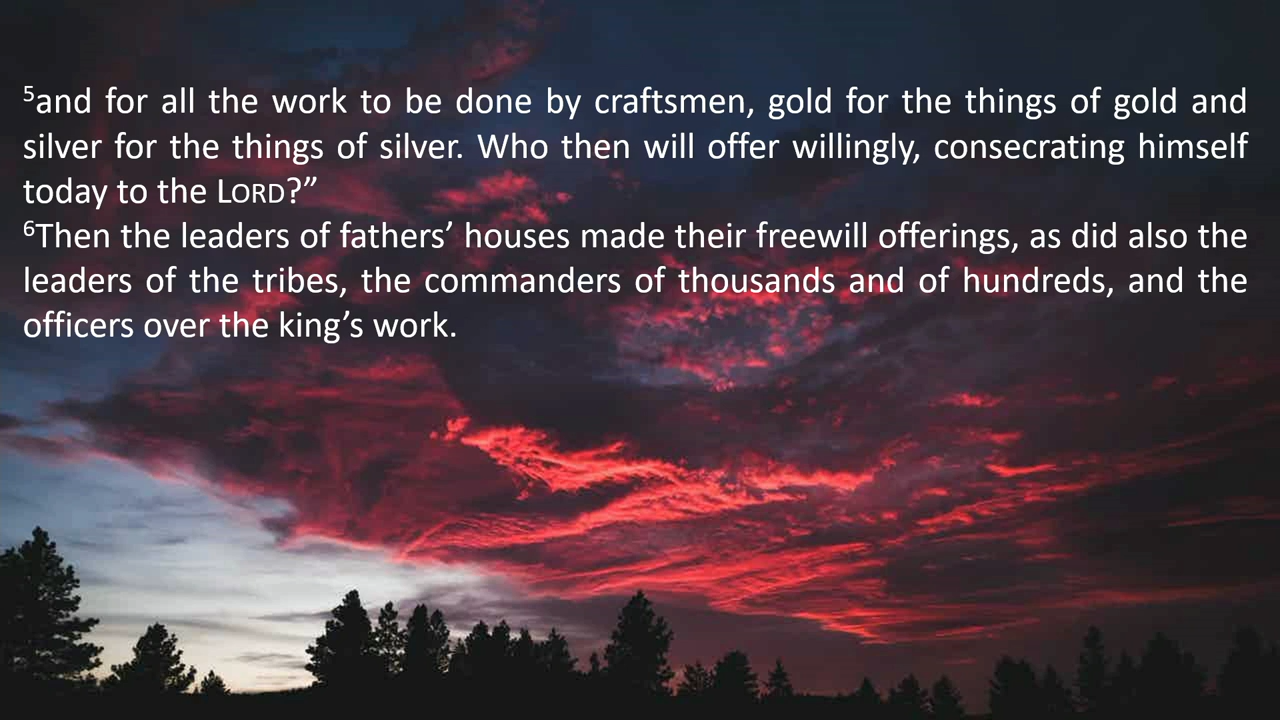 ⁵and for all the work to be done by craftsmen, gold for the things of gold and
silver for the things of silver. Who then will offer willingly, consecrating himself
today to the LORD?”
⁶Then the leaders of fathers’ houses made their freewill offerings, as did also the
leaders of the tribes, the commanders of thousands and of hundreds, and the
officers over the king’s work.